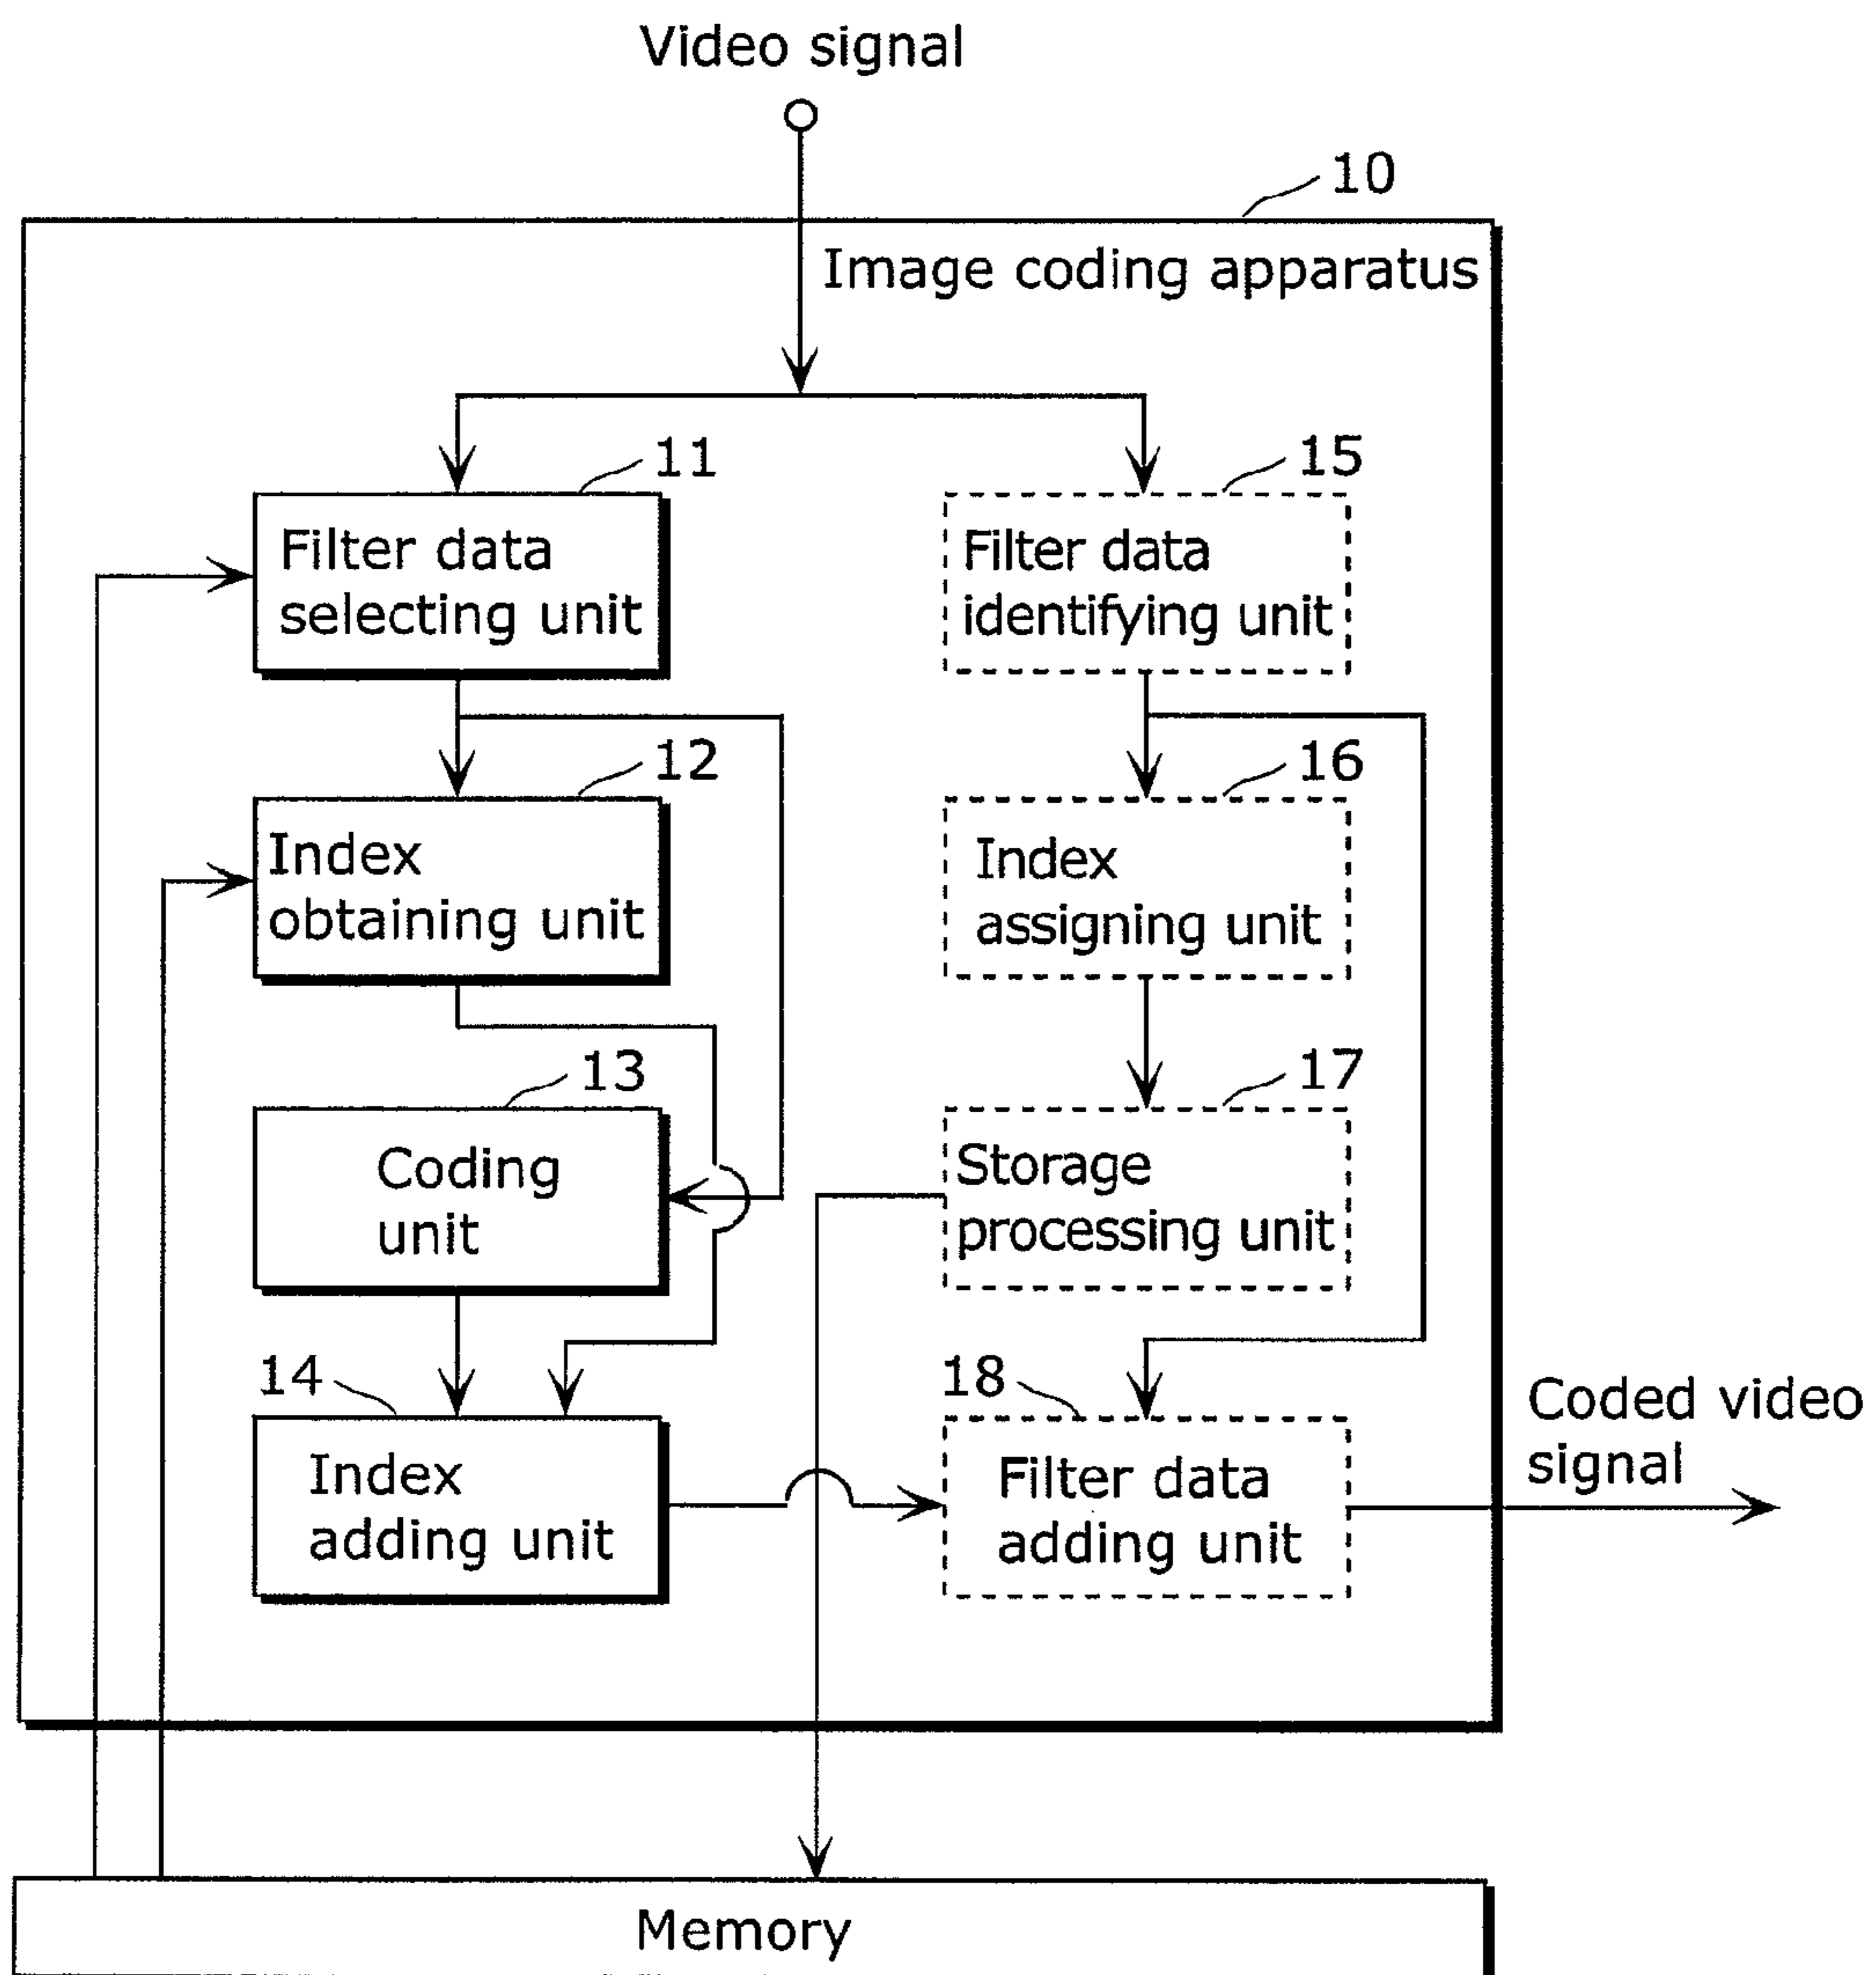 Video signal
10
Image coding apparatus
11
Filter data
selecting unit
15
Filter data
identifying unit
12
Index
obtaining unit
16
Index
assigning unit
13
Coding
unit
17
Storage
processing unit
14
Index
adding unit
18
Filter data
adding unit
Coded video
signal
Memory